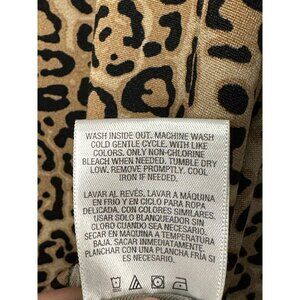 WASH INSIDE OUT. MACHINE WASH
COLD GENTLE CYCLE. WITH LIKE
COLORS. ONLY NON-CHLORINE
BLEACH WHEN NEEDED. TUMBLE DRY
LOW. REMOVE PROMPTLY. COOL
IRON IF NEEDED.
LAVAR AL REVÉS, LAVAR A MÁQUINA
EN FRÍO Y EN CICLO PARA ROPA
DELICADA, CON COLORES SIMILARES.
USAR SOLO BLANQUEADOR SIN
CLORO CUANDO SEA NECESARIO.
SECAR EN MÁQUINA A TEMPERATURA
BAJA. SACAR INMEDIATAMENTE.
PLANCHAR CON UNA PLANCHA FRÍA SI
ES NECESARIO.